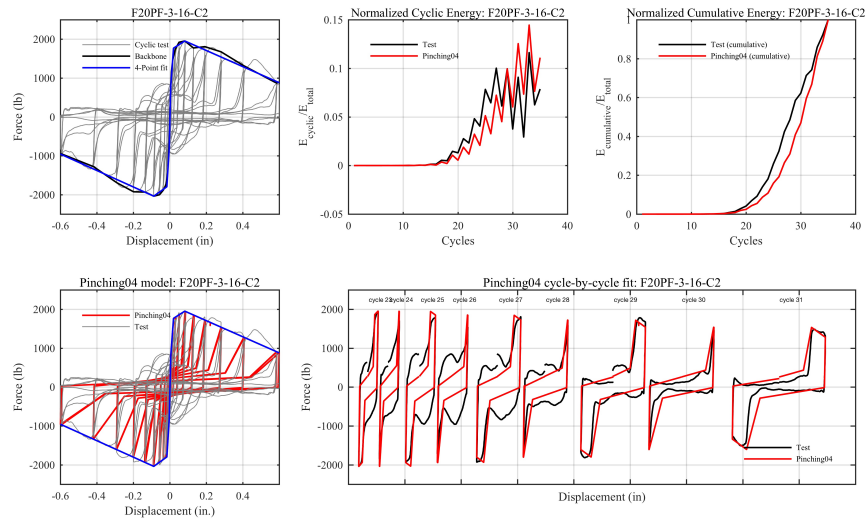 F20PF-3-16-C2
Normalized Cyclic Energy: F20PF-3-16-C2
Normalized Cumulative Energy: F20PF-3-16-C2
2000
1000
0
-1000
-2000
Force (lb)
Cyclic test
Backbone
4-Point fit
-0.6 -0.4 -0.2 0 0.2 0.4
Displacement (in)
0.15
0.1
0.05
0
-0.05
E_cyclic/E_total
Test
Pinching04
0 10 20 30 40
Cycles
1
0.8
0.6
0.4
0.2
0
E_cumulative/E_total
Test (cumulative)
Pinching04 (cumulative)
0 10 20 30 40
Cycles
Pinching04 model: F20PF-3-16-C2
2000
1000
0
-1000
-2000
Force (lb)
Pinching04
Test
-0.6 -0.4 -0.2 0 0.2 0.4
Displacement (in.)
Pinching04 cycle-by-cycle fit: F20PF-3-16-C2
cycle 23 cycle 24 cycle 25 cycle 26 cycle 27 cycle 28 cycle 29 cycle 30 cycle 31
2000
1000
0
-1000
-2000
Force (lb)
Test
Pinching04
Displacement (in)